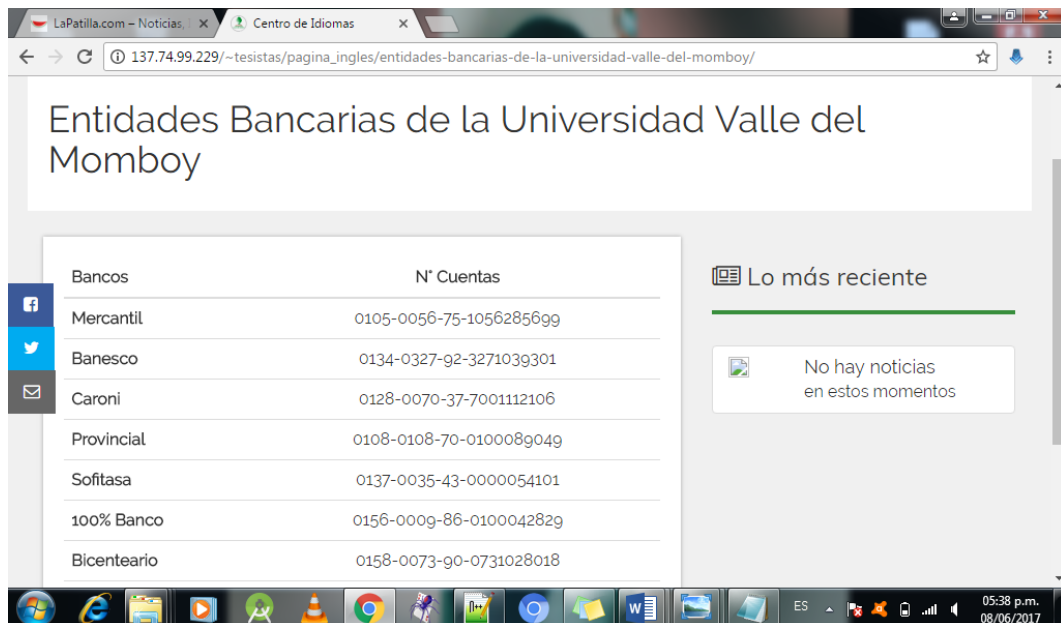 LaPatilla.com – Noticias,
Centro de Idiomas
137.74.99.229/~tesistas/pagina_ingles/entidades-bancarias-de-la-universidad-valle-del-momboy/
Entidades Bancarias de la Universidad Valle del
Momboy
Bancos N° Cuentas
Mercantil 0105-0056-75-1056285699
Banesco 0134-0327-92-3271039301
Caroni 0128-0070-37-7001112106
Provincial 0108-0108-70-0100089049
Sofitasa 0137-0035-43-0000054101
100% Banco 0156-0009-86-0100042829
Bicenteario 0158-0073-90-0731028018
Lo más reciente
No hay noticias
en estos momentos
ES
05:38 p.m.
08/06/2017